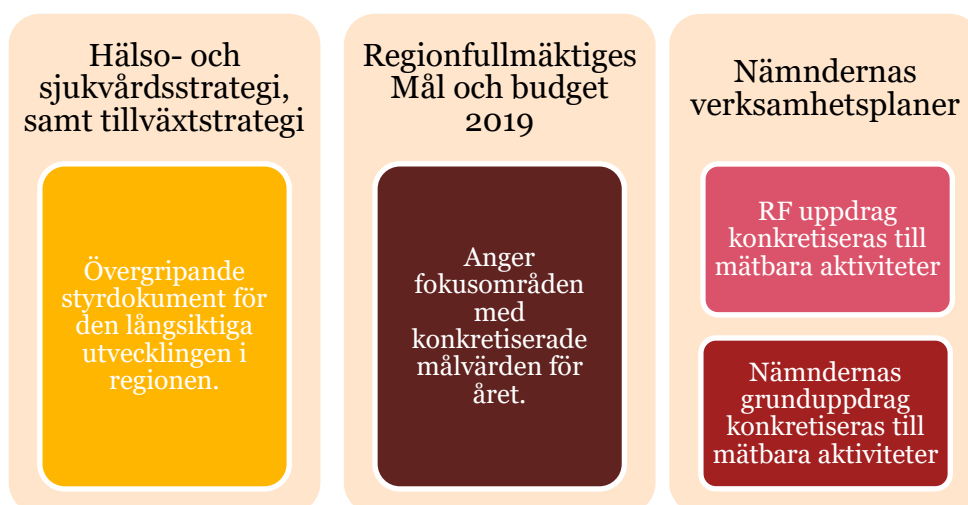 Hälso- och
sjukvårdsstrategi,
samt tillväxtstrategi
Övergripande
styrdokument för
den långsiktiga
utvecklingen i
regionen.
Regionfullmäktiges
Mål och budget
2019
Anger
fokusområden
med
konkretiserade
målvärden för
året.
Nämndernas
verksamhetsplaner
RF uppdrag
konkretiseras till
mätbara aktiviteter
Nämndernas
grunduppdrag
konkretiseras till
mätbara aktiviteter